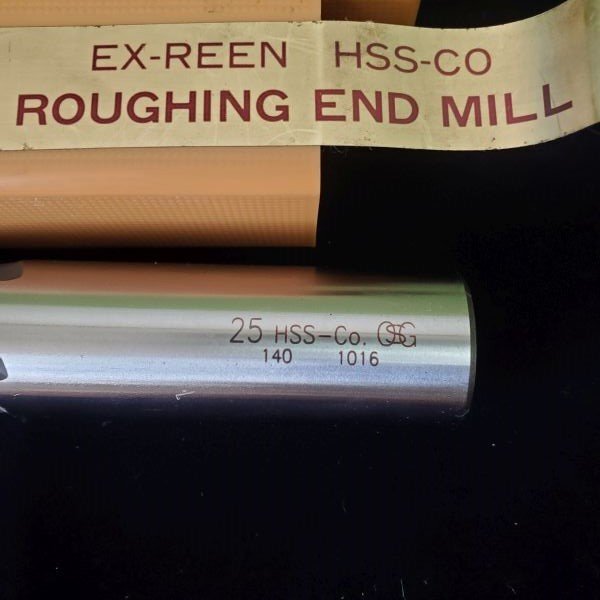 EX-REEN HSS-CO
ROUGHING END MILL
25 HSS-Co. OSG
140 1016